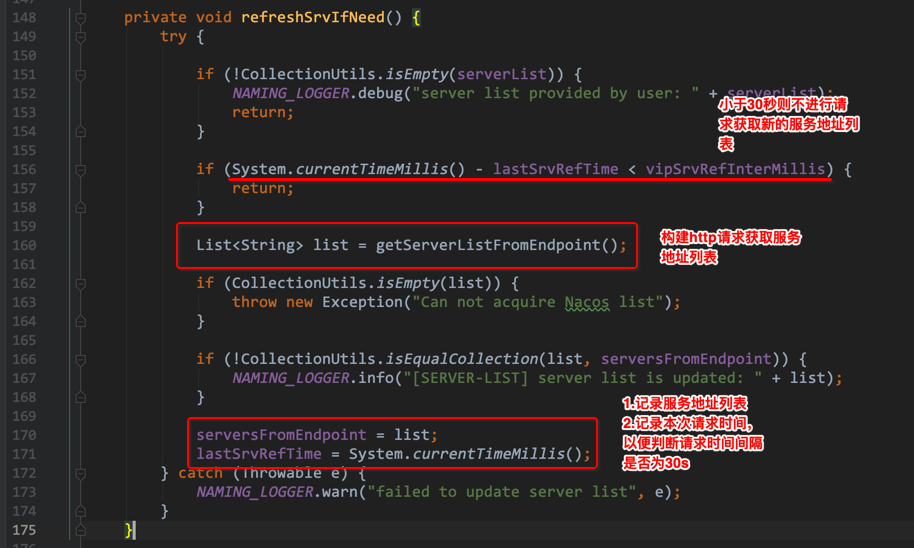 148 private void refreshSrvIfNeed() {
149 try {
150
151 if (!CollectionUtils.isEmpty(serverList)) {
152 NAMING_LOGGER.debug("server list provided by user: " + serverList);
小于30秒则不进行请
求获取新的服务地址列
表
153 return;
154 }
155
156 if (System.currentTimeMillis() - lastSrvRefTime < vipSrvRefInterMillis) {
157 return;
158 }
159
160 List<String> list = getServerListFromEndpoint();
构建http请求获取服务
地址列表
161
162 if (CollectionUtils.isEmpty(list)) {
163 throw new Exception("Can not acquire Nacos list");
164 }
165
166 if (!CollectionUtils.isEqualCollection(list, serversFromEndpoint)) {
167 NAMING_LOGGER.info("[SERVER-LIST] server list is updated: " + list);
168 }
169
1.记录服务地址列表
2.记录本次请求时间，
以便判断请求时间间隔
是否为30s
170 serversFromEndpoint = list;
171 lastSrvRefTime = System.currentTimeMillis();
172 } catch (Throwable e) {
173 NAMING_LOGGER.warn("failed to update server list", e);
174 }
175 }